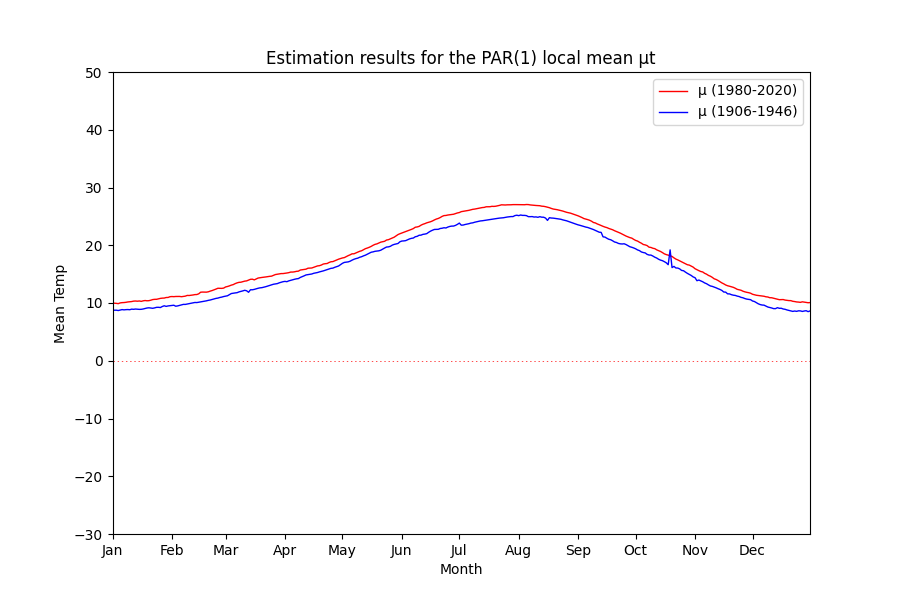 Estimation results for the PAR(1) local mean μt
μ (1980-2020)
μ (1906-1946)
50
40
30
20
10
0
−10
−20
−30
Mean Temp
Jan Feb Mar Apr May Jun Jul Aug Sep Oct Nov Dec
Month